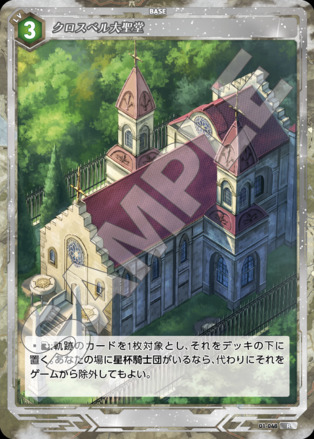 BASE
LV
3
クロスベル大聖堂
SAMPLE
軌跡のカードを1枚対象とし、それをデッキの下に
置く。あなたの場に星杯騎士団がいるなら、代わりにそれを
ゲームから除外してもよい。